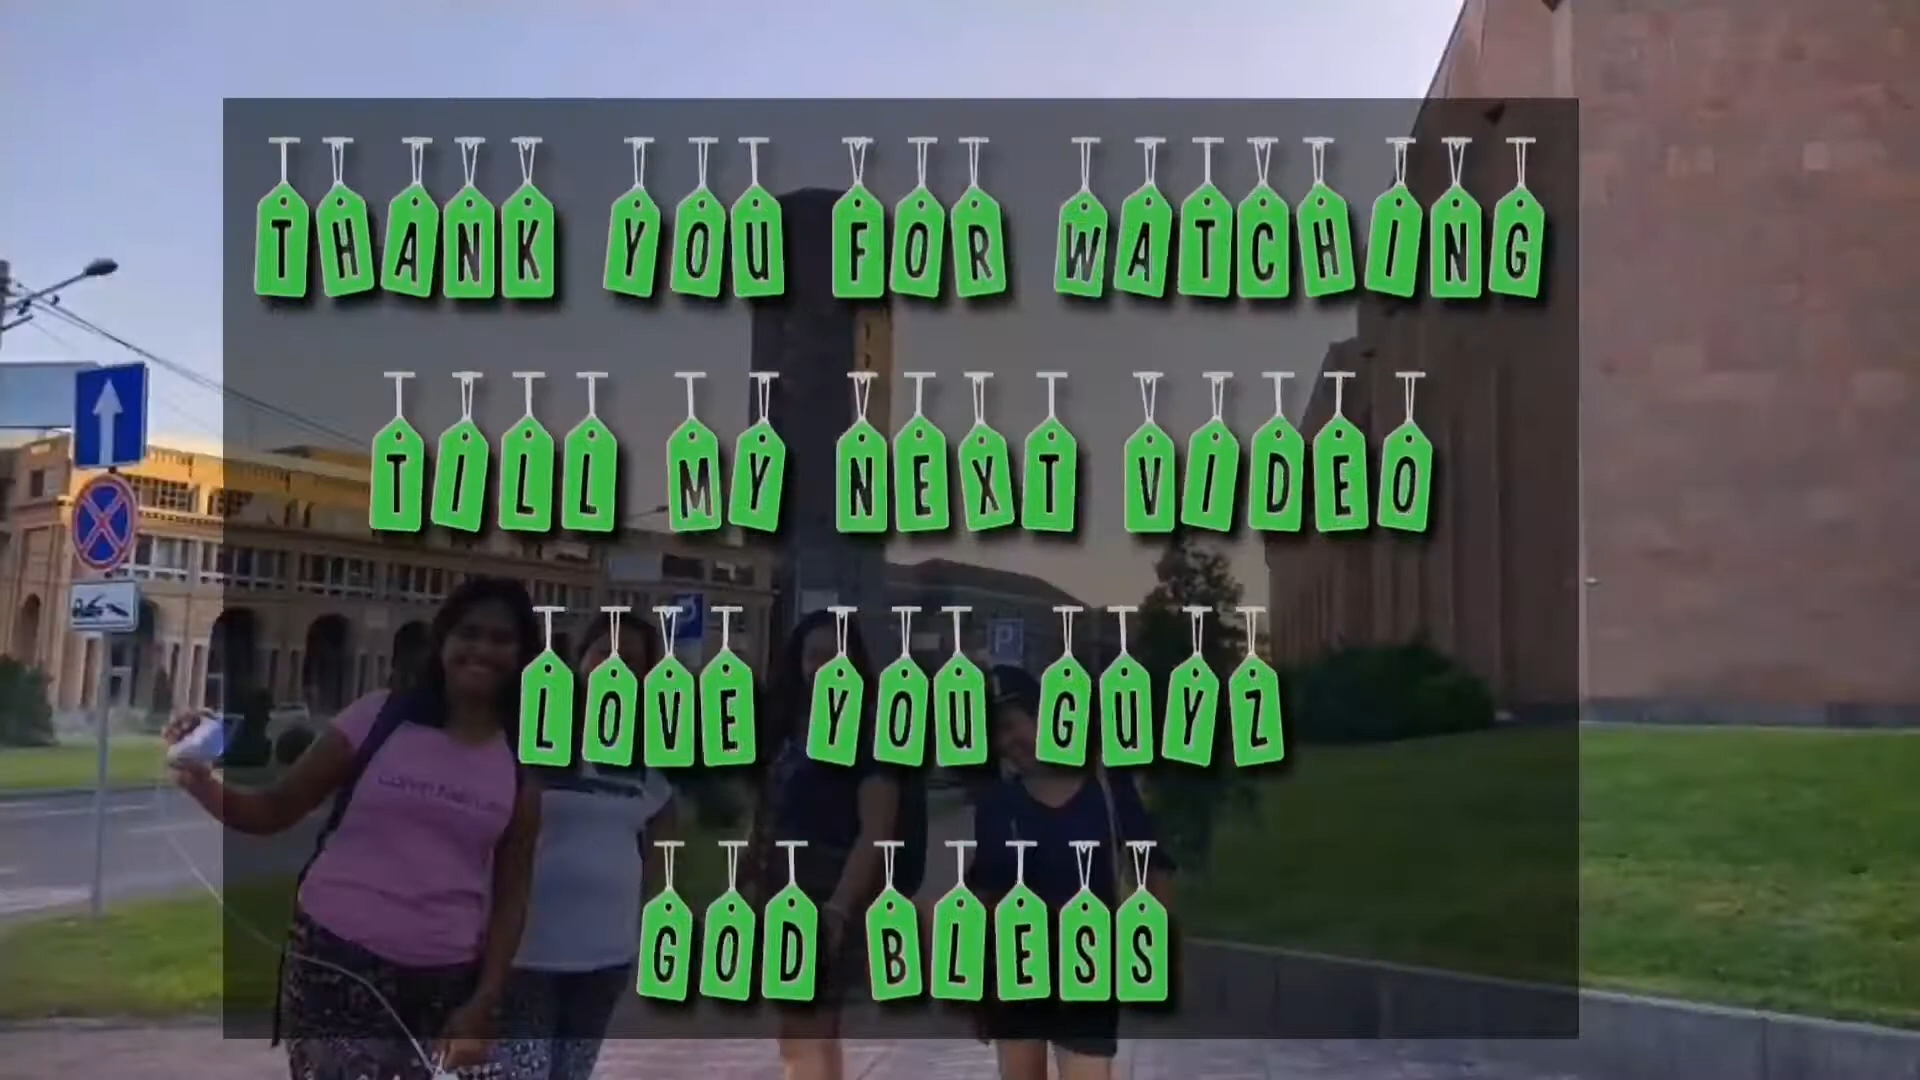 THANK YOU FOR WATCHING
TILL MY NEXT VIDEO
LOVE YOU GUYZ
GOD BLESS
P